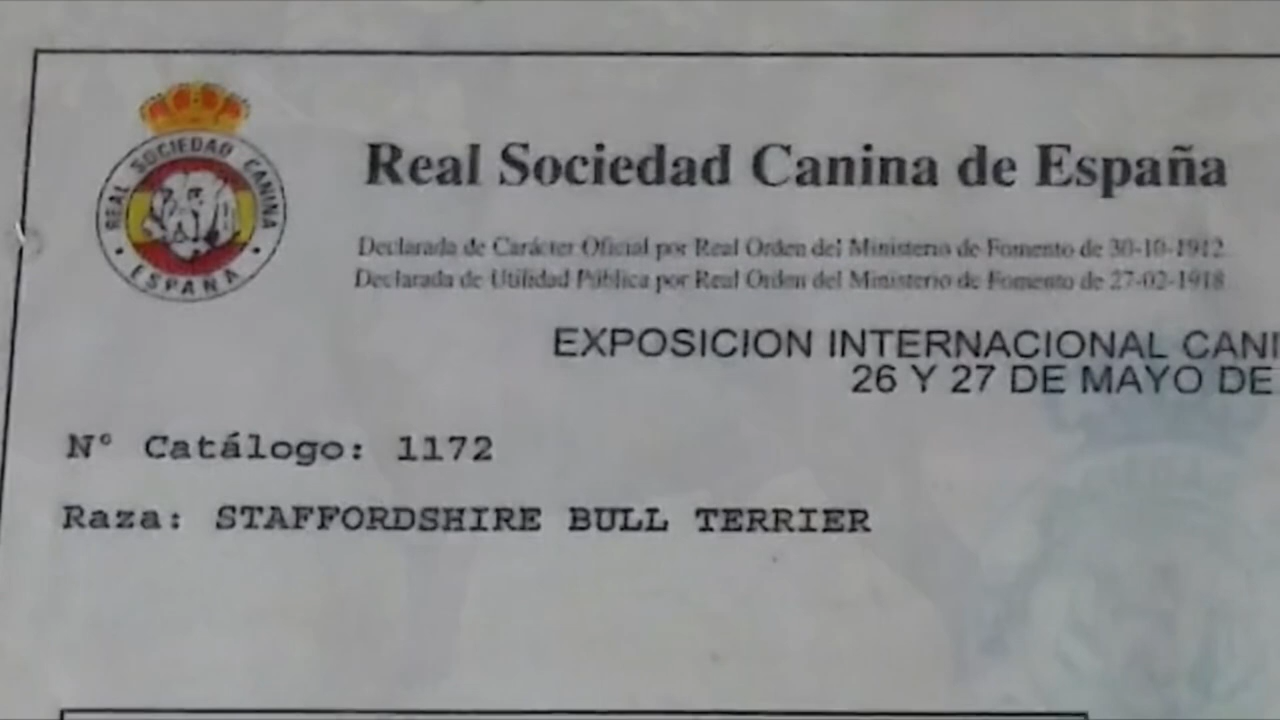 REAL SOCIEDAD CANINA
ESPAÑA
Real Sociedad Canina de España
Declarada de Carácter Oficial por Real Orden del Ministerio de Fomento de 30-10-1912
Declarada de Utilidad Pública por Real Orden del Ministerio de Fomento de 27-02-1918
EXPOSICION INTERNACIONAL CANI
26 Y 27 DE MAYO DE
Nº Catálogo: 1172
Raza: STAFFORDSHIRE BULL TERRIER